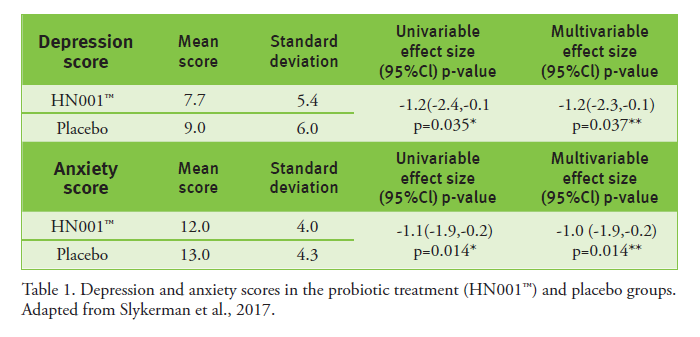 Depression score Mean score Standard deviation Univariable effect size (95%Cl) p-value Multivariable effect size (95%Cl) p-value
HN001™ 7.7 5.4 -1.2(-2.4,-0.1 p=0.035* -1.2(-2.3,-0.1) p=0.037**
Placebo 9.0 6.0
Anxiety score Mean score Standard deviation Univariable effect size (95%Cl) p-value Multivariable effect size (95%Cl) p-value
HN001™ 12.0 4.0 -1.1(-1.9,-0.2) p=0.014* -1.0 (-1.9,-0.2) p=0.014**
Placebo 13.0 4.3
Table 1. Depression and anxiety scores in the probiotic treatment (HN001™) and placebo groups.
Adapted from Slykerman et al., 2017.